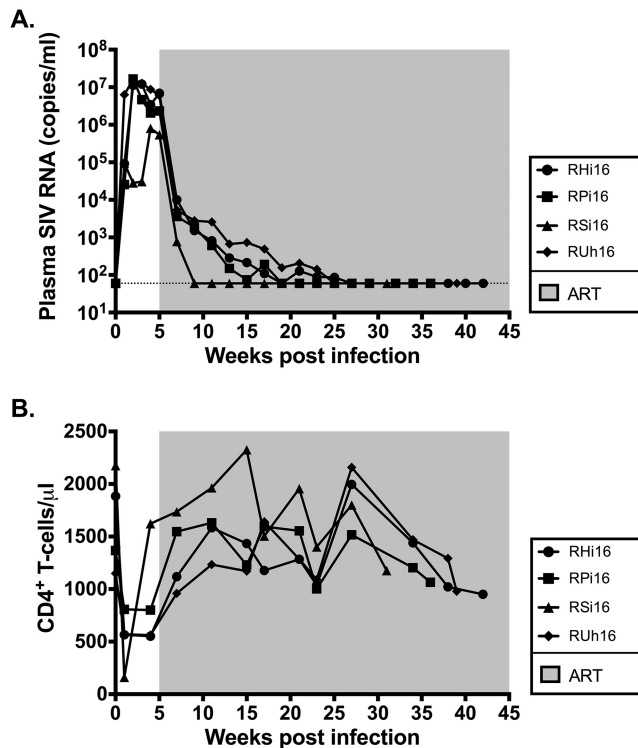 A.
Plasma SIV RNA (copies/ml)
10⁸
10⁷
10⁶
10⁵
10⁴
10³
10²
10¹
0 5 10 15 20 25 30 35 40 45
Weeks post infection
RHi16
RPi16
RSi16
RUh16
ART
B.
CD4⁺ T-cells/µl
2500
2000
1500
1000
500
0
0 5 10 15 20 25 30 35 40 45
Weeks post infection
RHi16
RPi16
RSi16
RUh16
ART